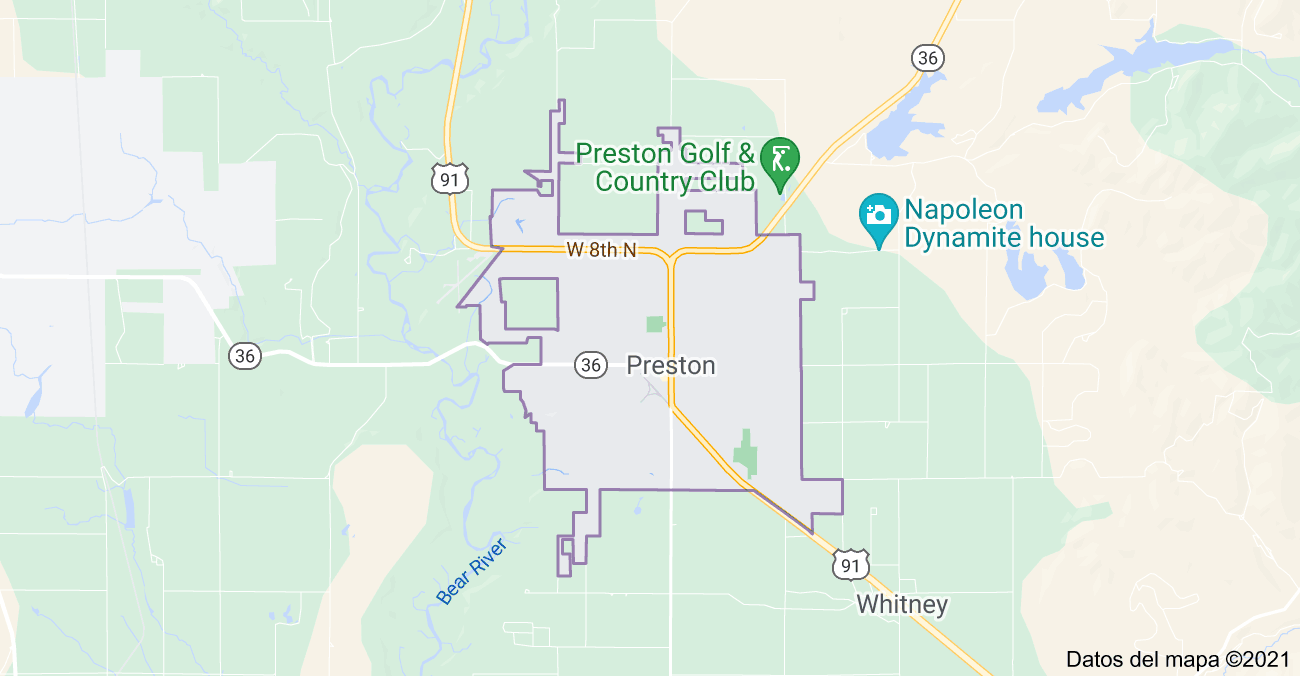 36
Preston Golf &
Country Club
91
Napoleon
Dynamite house
W 8th N
36
36
Preston
Bear River
91
Whitney
Datos del mapa ©2021